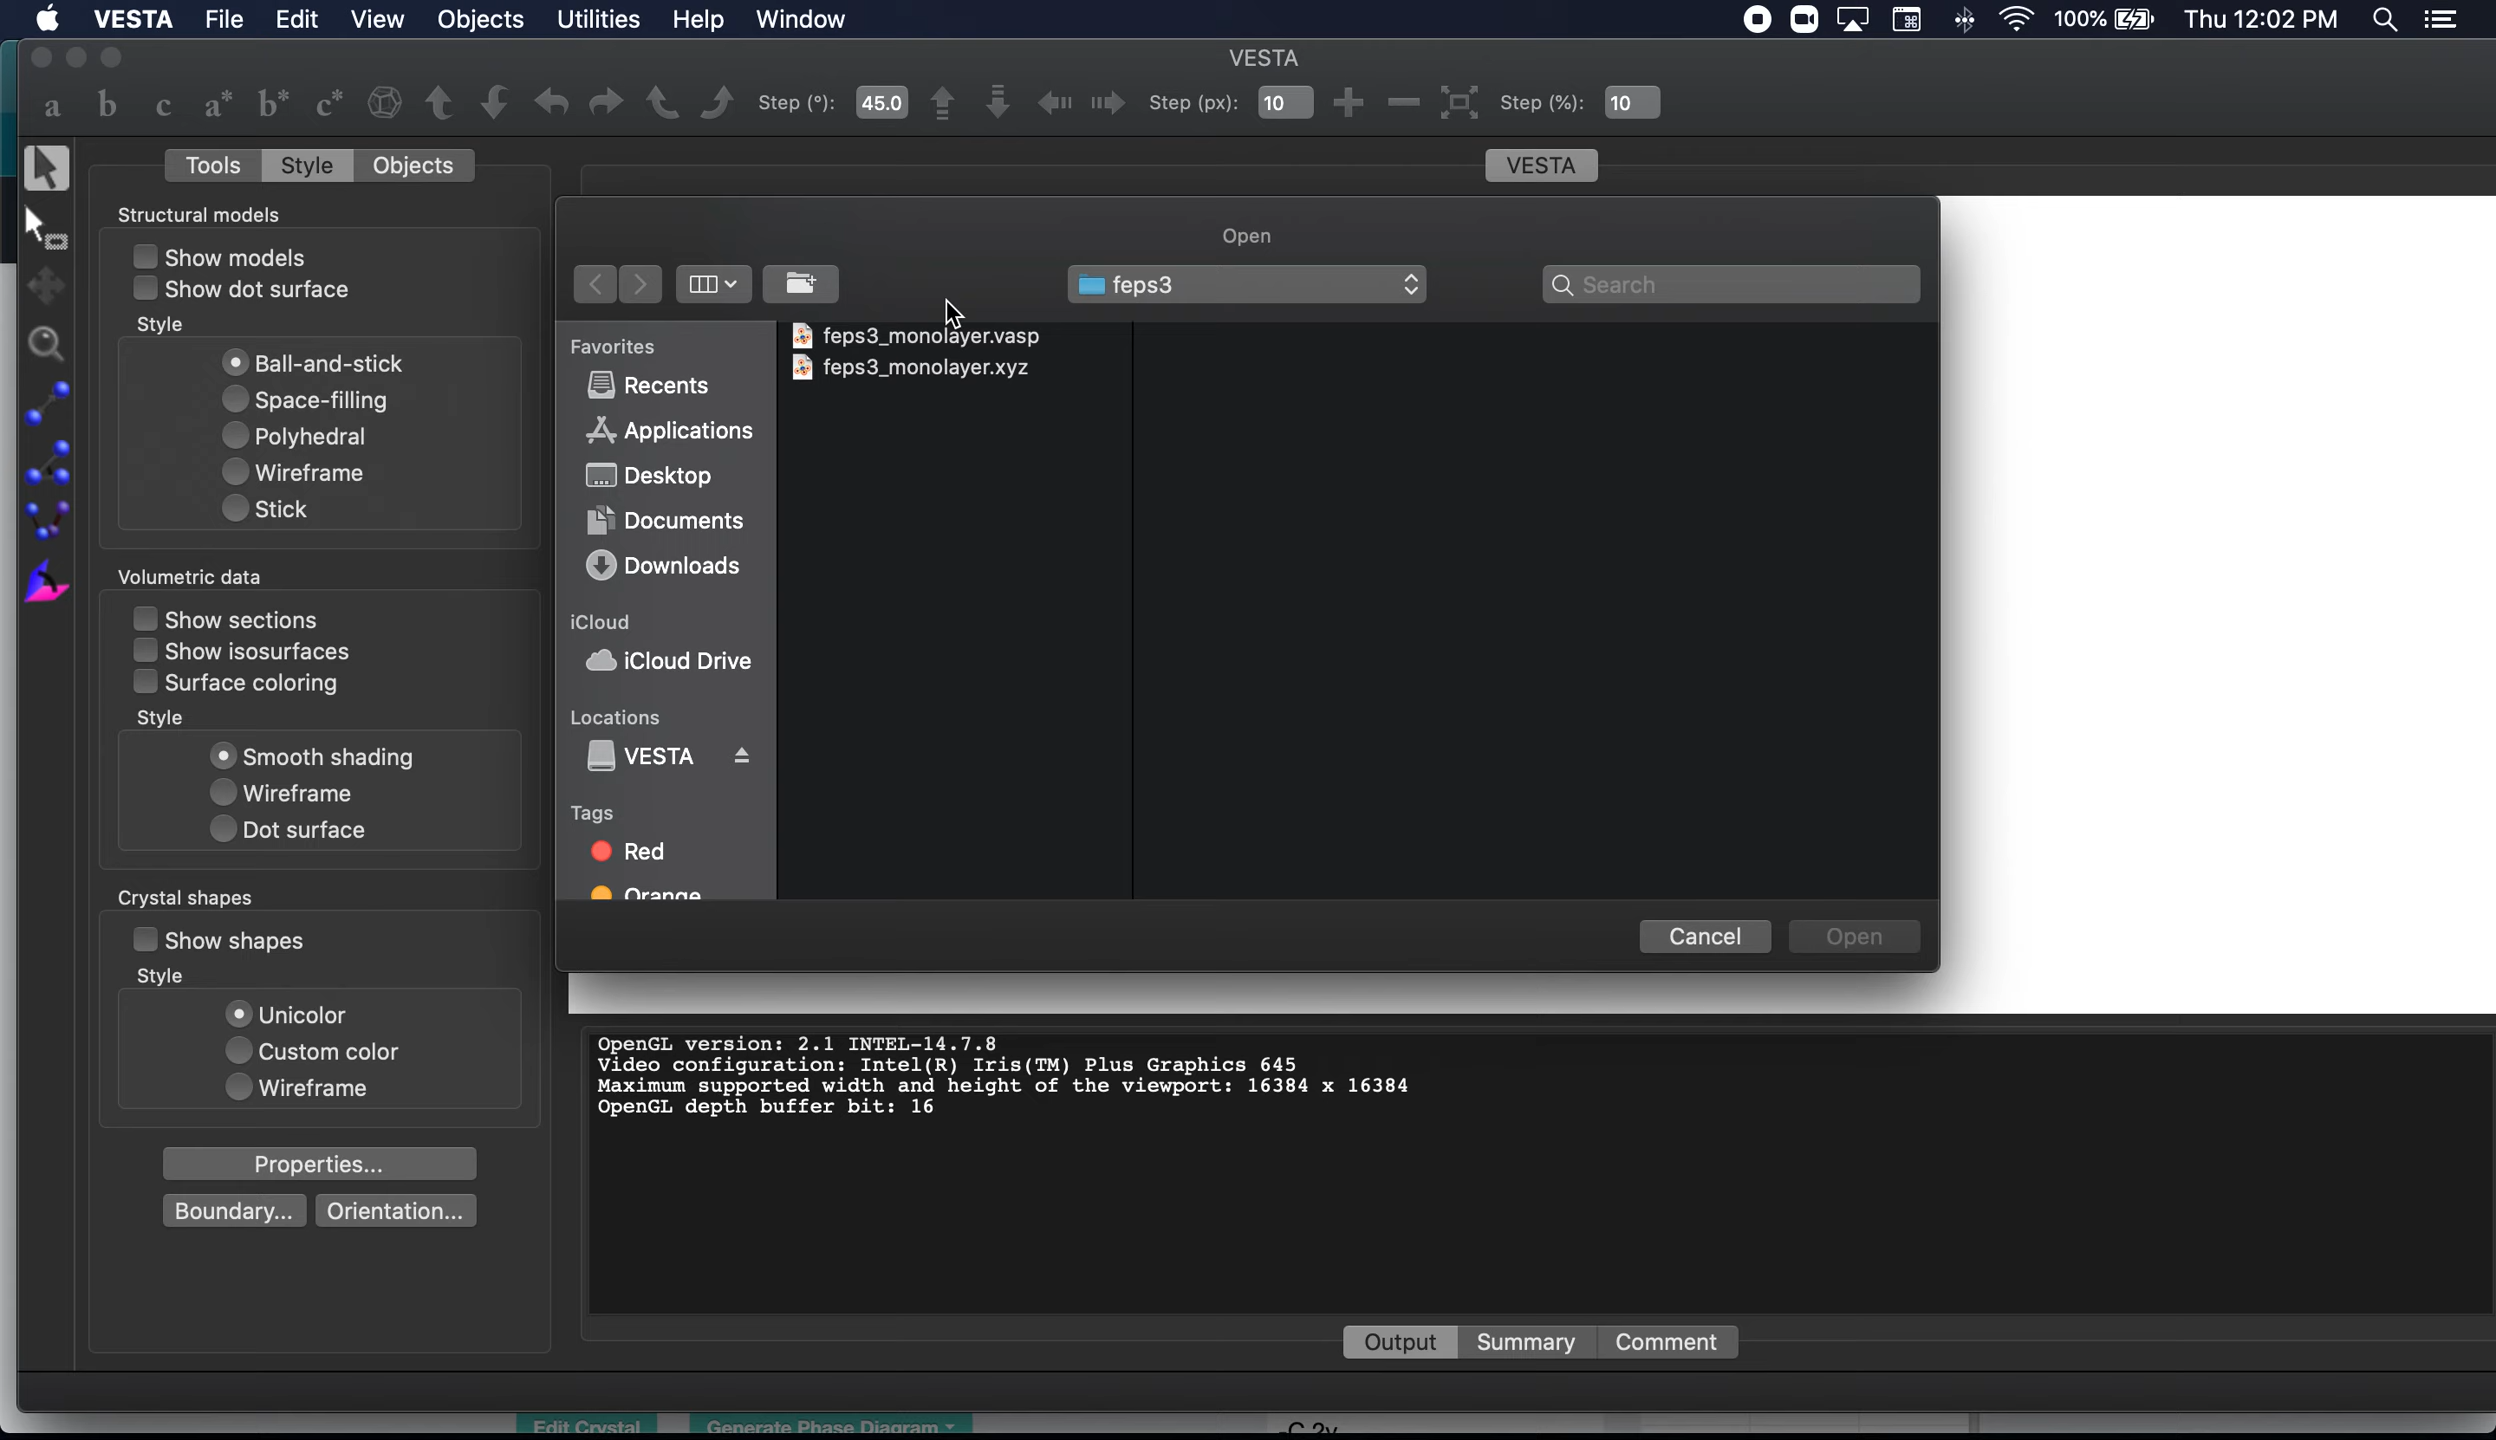 VESTA File Edit View Objects Utilities Help Window 100% Thu 12:02 PM
VESTA
a b c a* b* c* Step (°): 45.0 Step (px): 10 Step (%): 10
Tools Style Objects
VESTA
Structural models
Show models
Show dot surface
Style
Ball-and-stick
Space-filling
Polyhedral
Wireframe
Stick
Volumetric data
Show sections
Show isosurfaces
Surface coloring
Style
Smooth shading
Wireframe
Dot surface
Crystal shapes
Show shapes
Style
Unicolor
Custom color
Wireframe
Properties...
Boundary... Orientation...
Open
feps3
Search
Favorites
Recents
Applications
Desktop
Documents
Downloads
iCloud
iCloud Drive
Locations
VESTA
Tags
Red
Orange
feps3_monolayer.vasp
feps3_monolayer.xyz
Cancel Open
OpenGL version: 2.1 INTEL-14.7.8
Video configuration: Intel(R) Iris(TM) Plus Graphics 645
Maximum supported width and height of the viewport: 16384 x 16384
OpenGL depth buffer bit: 16
Output Summary Comment
Edit Crystal Generate Phase Diagram